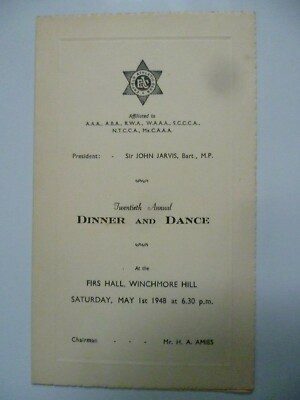 Affiliated to
A.A.A., A.B.A., R.W.A., W.A.A.A., S.C.C.C.A.,
N.T.C.C.A., Mx.C.A.A.A.
President: - Sir JOHN JARVIS, Bart., M.P.
Twentieth Annual
DINNER AND DANCE
At the
FIRS HALL, WINCHMORE HILL
SATURDAY, MAY 1st 1948 at 6.30 p.m.
Chairman - - - Mr. H. A. AMIES